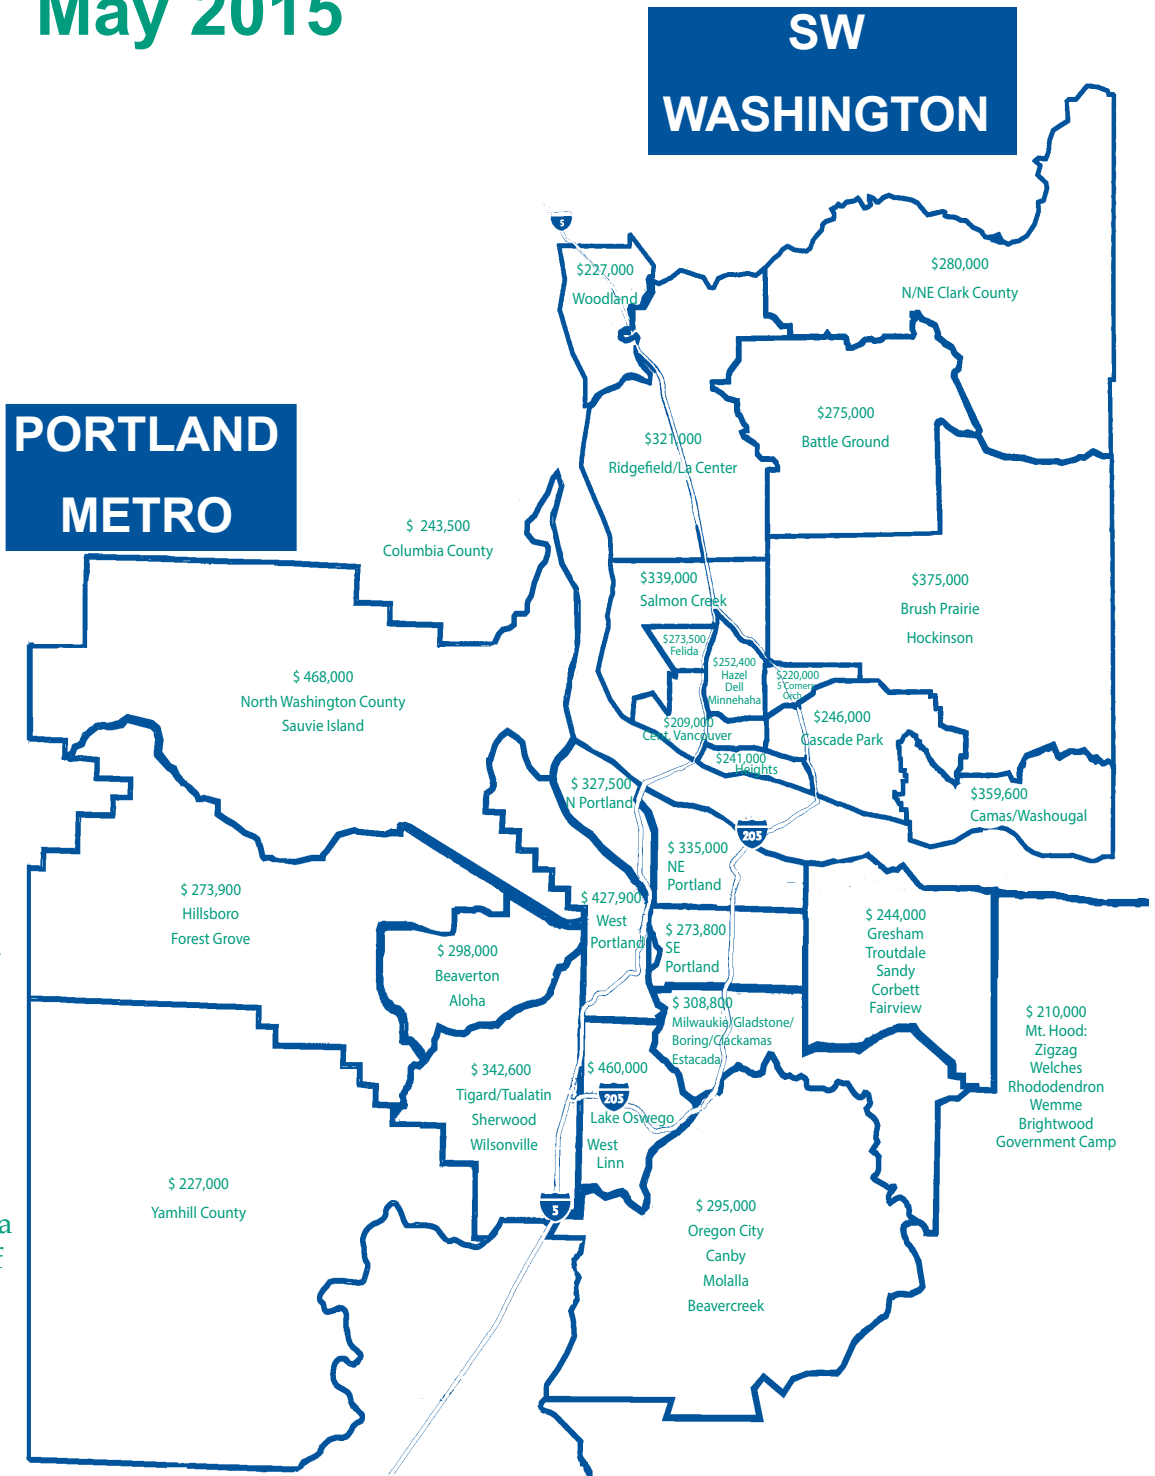 May 2015
SW
WASHINGTON
5
$227,000
Woodland
$280,000
N/NE Clark County
$275,000
Battle Ground
$321,000
Ridgefield/La Center
PORTLAND
METRO
$ 243,500
Columbia County
$339,000
Salmon Creek
$375,000
Brush Prairie
Hockinson
$273,500
Felida
$252,400
Hazel
Dell
Minnehaha
$220,000
5 Corners
Orch.
$ 468,000
North Washington County
Sauvie Island
$209,000
Cent. Vancouver
$246,000
Cascade Park
$241,000
Heights
$ 327,500
N Portland
$359,600
Camas/Washougal
205
$ 335,000
NE
Portland
$ 273,900
Hillsboro
Forest Grove
$ 427,900
West
Portland
$ 273,800
SE
Portland
$ 244,000
Gresham
Troutdale
Sandy
Corbett
Fairview
$ 298,000
Beaverton
Aloha
$ 308,800
Milwaukie/Gladstone/
Boring/Clackamas
Estacada
$ 210,000
Mt. Hood:
Zigzag
Welches
Rhododendron
Wemme
Brightwood
Government Camp
$ 342,600
Tigard/Tualatin
Sherwood
Wilsonville
$ 460,000
205
Lake Oswego
West
Linn
$ 227,000
Yamhill County
5
$ 295,000
Oregon City
Canby
Molalla
Beavercreek
a